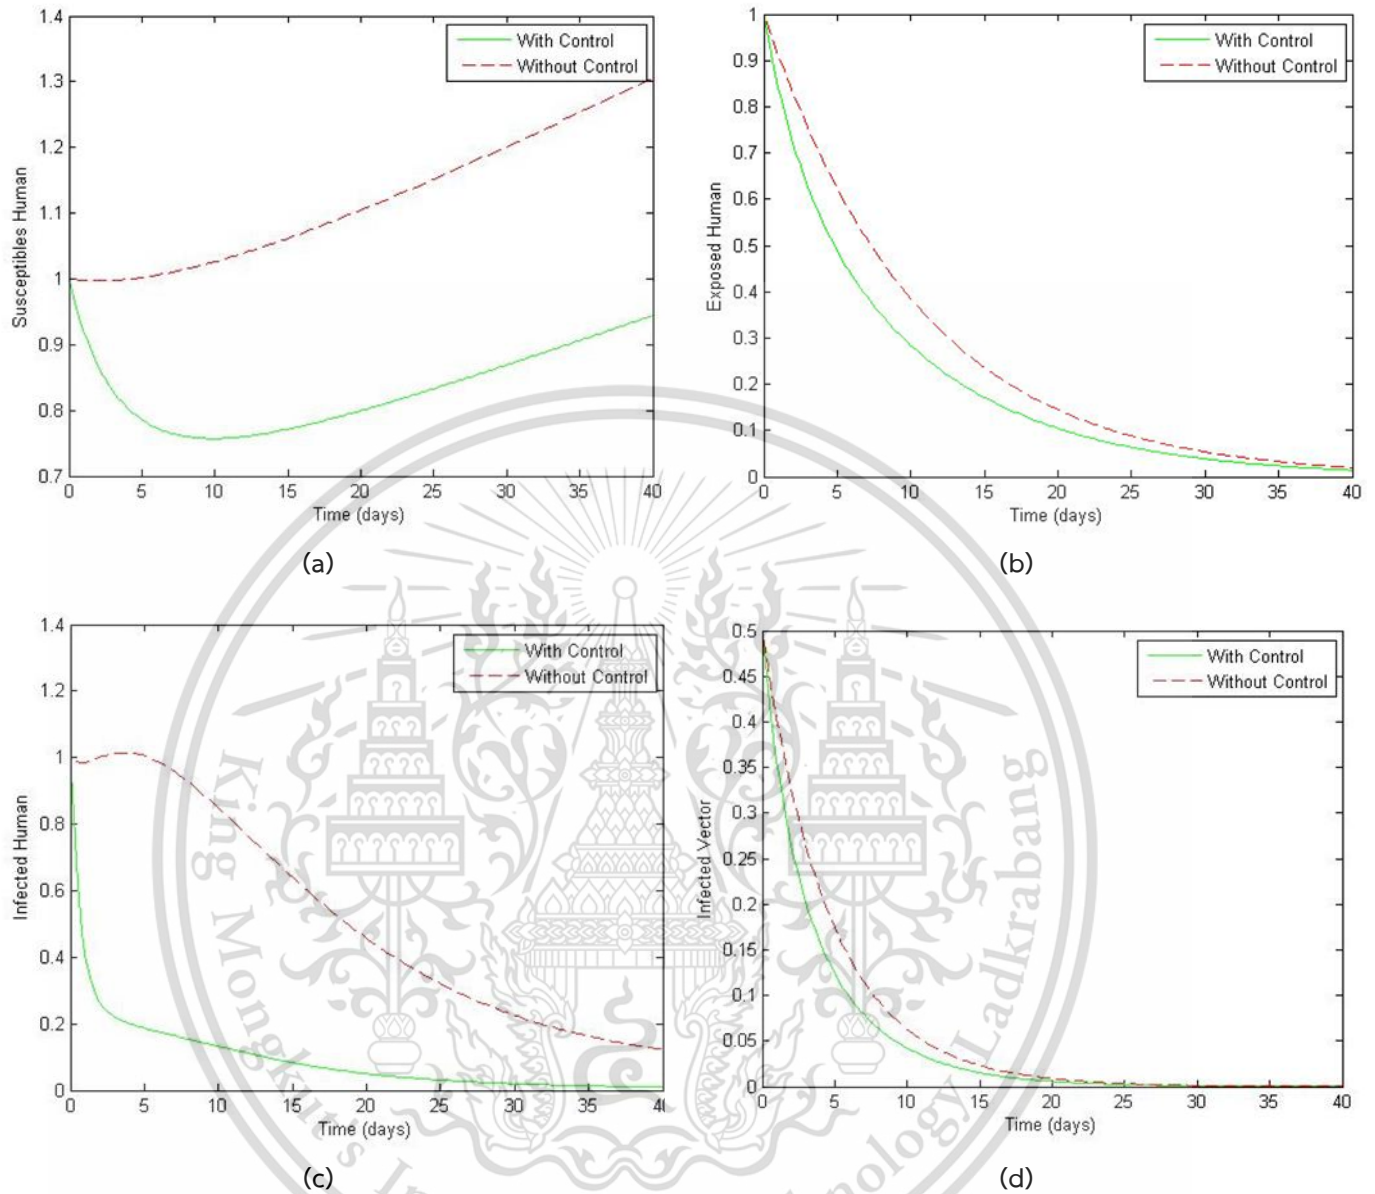 1.4
1.3
1.2
1.1
1
0.9
0.8
0.7
Susceptibles Human
With Control
Without Control
0 5 10 15 20 25 30 35 40
Time (days)
(a)
1
0.9
0.8
0.7
0.6
0.5
0.4
0.3
0.2
0.1
0
Exposed Human
With Control
Without Control
0 5 10 15 20 25 30 35 40
Time (days)
(b)
1.4
1.2
1
0.8
0.6
0.4
0.2
0
Infected Human
With Control
Without Control
0 5 10 15 20 25 30 35 40
Time (days)
(c)
0.5
0.45
0.4
0.35
0.3
0.25
0.2
0.15
0.1
0.05
0
Infected Vector
With Control
Without Control
0 5 10 15 20 25 30 35 40
Time (days)
(d)
King Mongkut's In
nology Ladkrabang